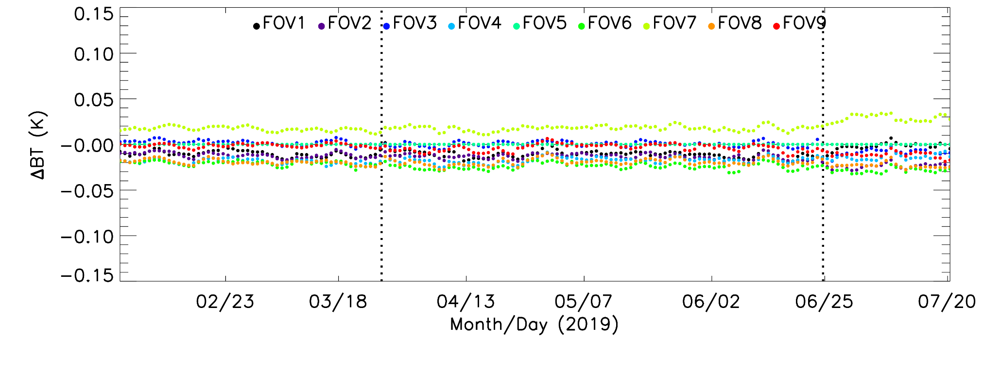 0.15
FOV1 FOV2 FOV3 FOV4 FOV5 FOV6 FOV7 FOV8 FOV9
0.10
0.05
ΔBT (K)
−0.00
−0.05
−0.10
−0.15
02/23 03/18 04/13 05/07 06/02 06/25 07/20
Month/Day (2019)